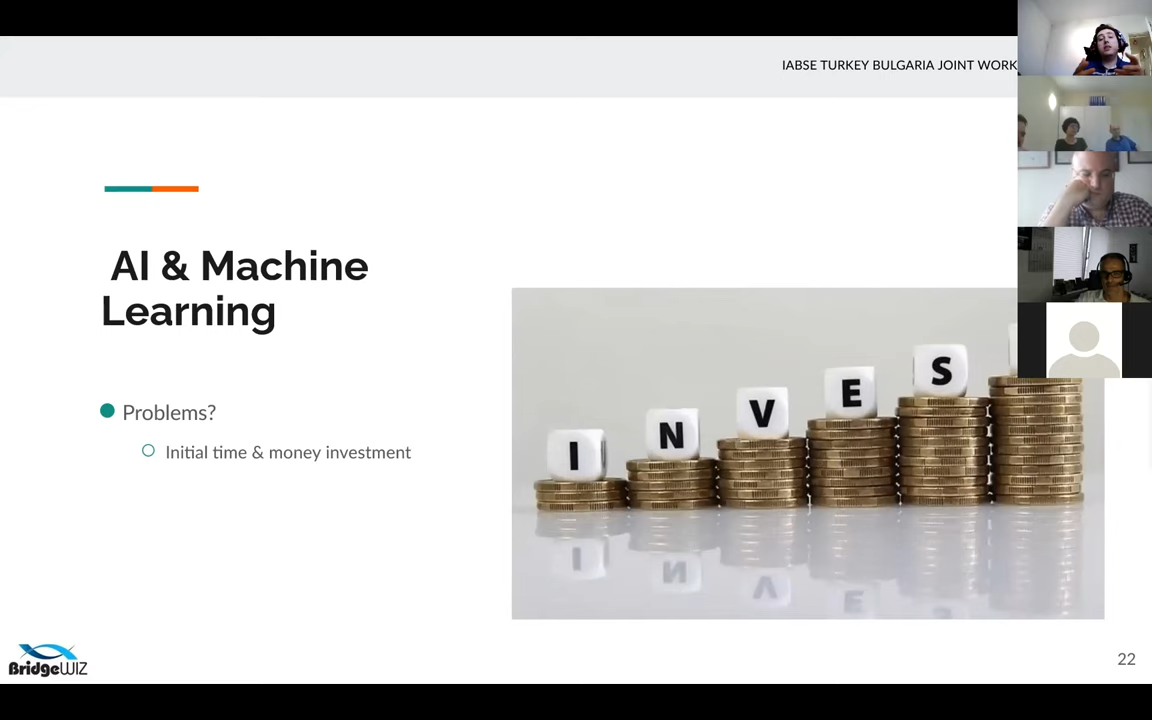 IABSE TURKEY BULGARIA JOINT WORK
AI & Machine
Learning
Problems?
Initial time & money investment
I N V E S
BridgeWIZ
22